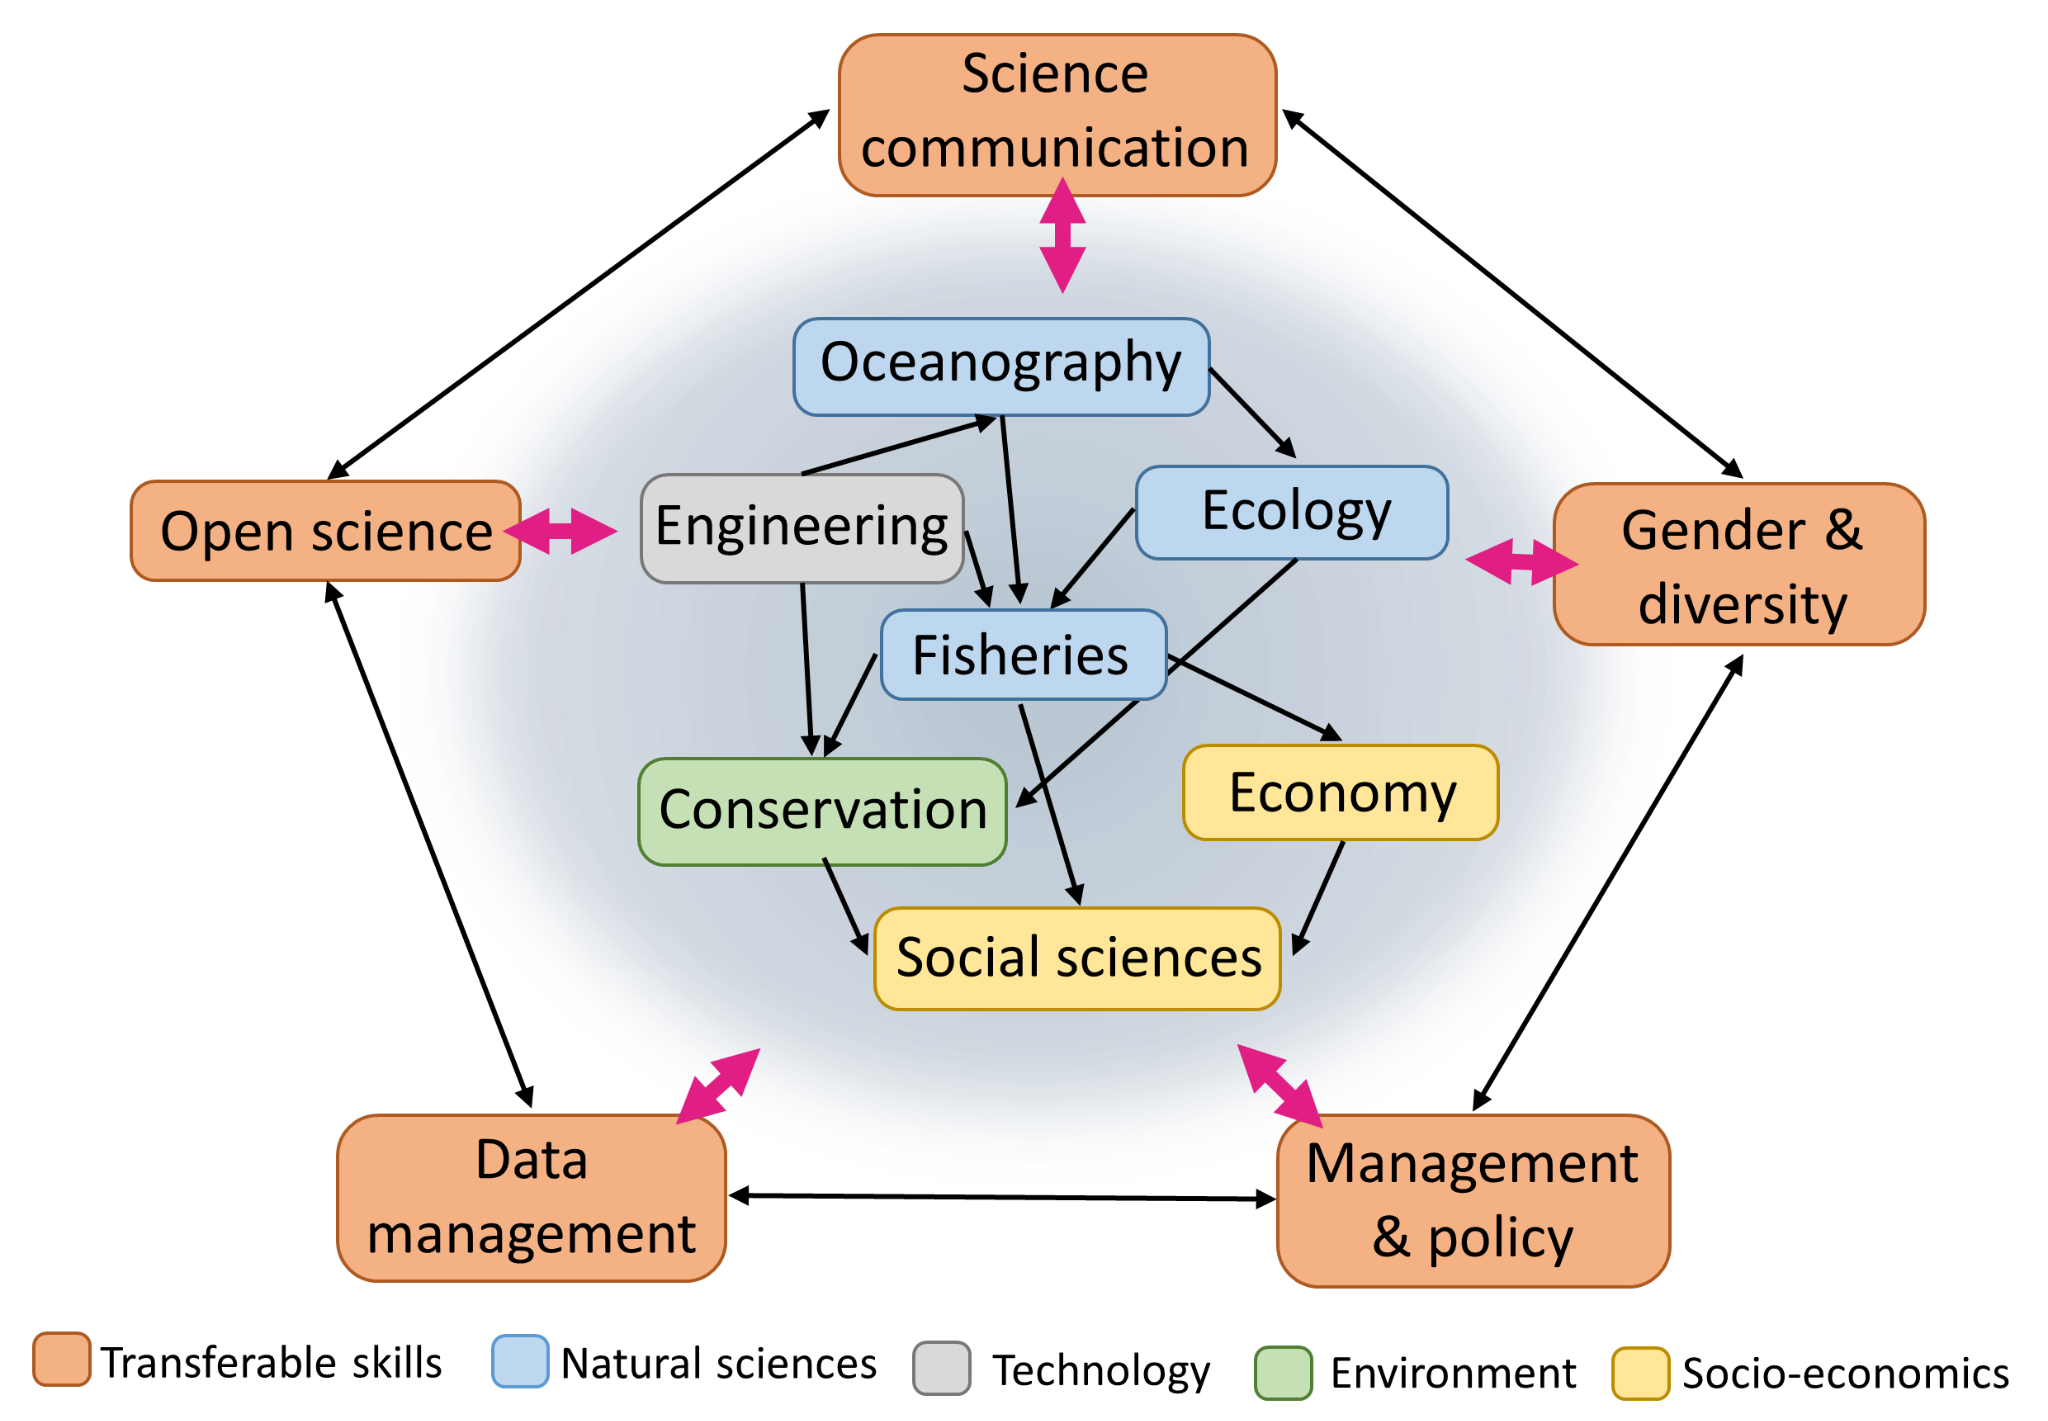 Science
communication
Oceanography
Ecology
Engineering
Open science
Gender &
diversity
Fisheries
Conservation
Economy
Social sciences
Data
management
Management
& policy
Transferable skills
Natural sciences
Technology
Environment
Socio-economics